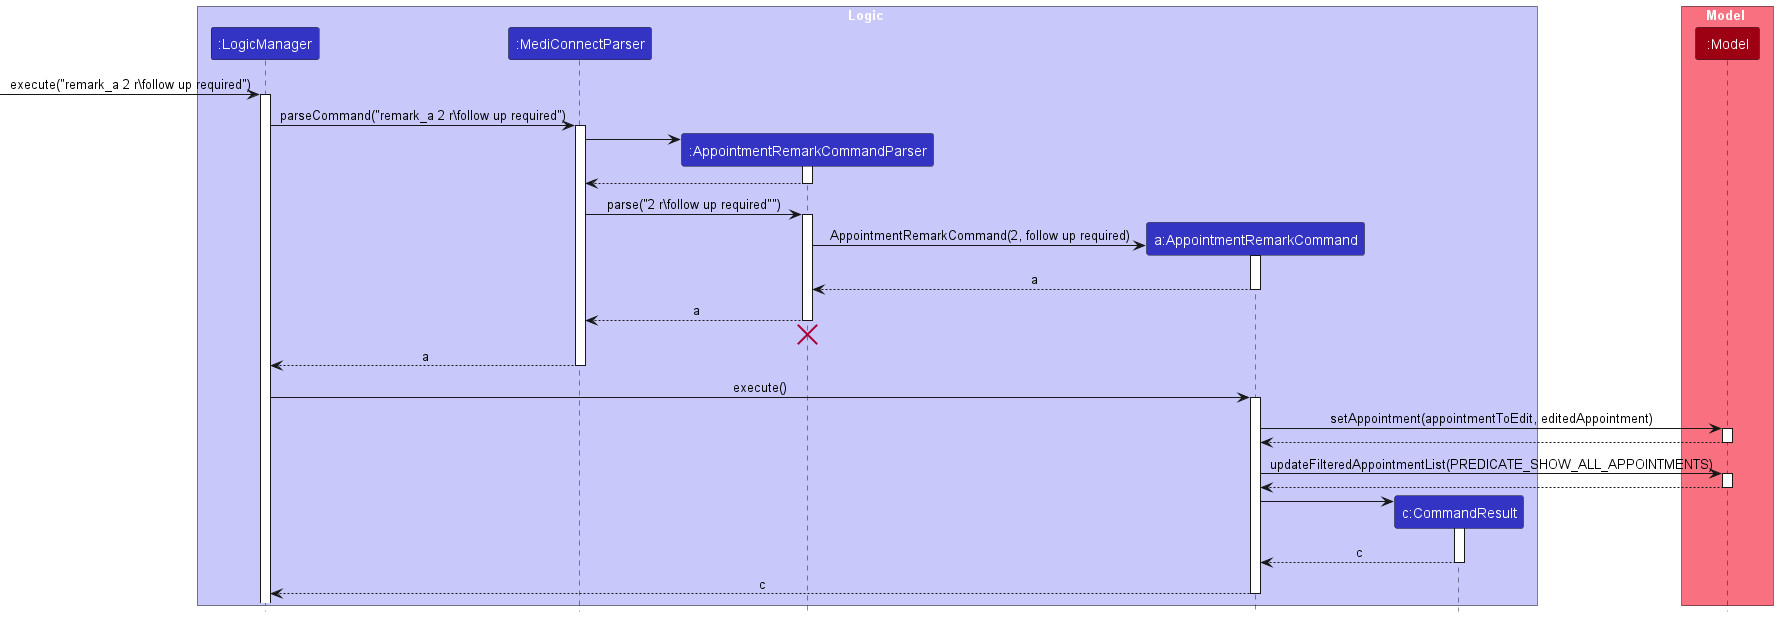 Logic
Model
:LogicManager
:MediConnectParser
:Model
execute("remark_a 2 r\follow up required")
parseCommand("remark_a 2 r\follow up required")
:AppointmentRemarkCommandParser
parse("2 r\follow up required"")
AppointmentRemarkCommand(2, follow up required)
a:AppointmentRemarkCommand
a
a
a
execute()
setAppointment(appointmentToEdit, editedAppointment)
updateFilteredAppointmentList(PREDICATE_SHOW_ALL_APPOINTMENTS)
c:CommandResult
c
c